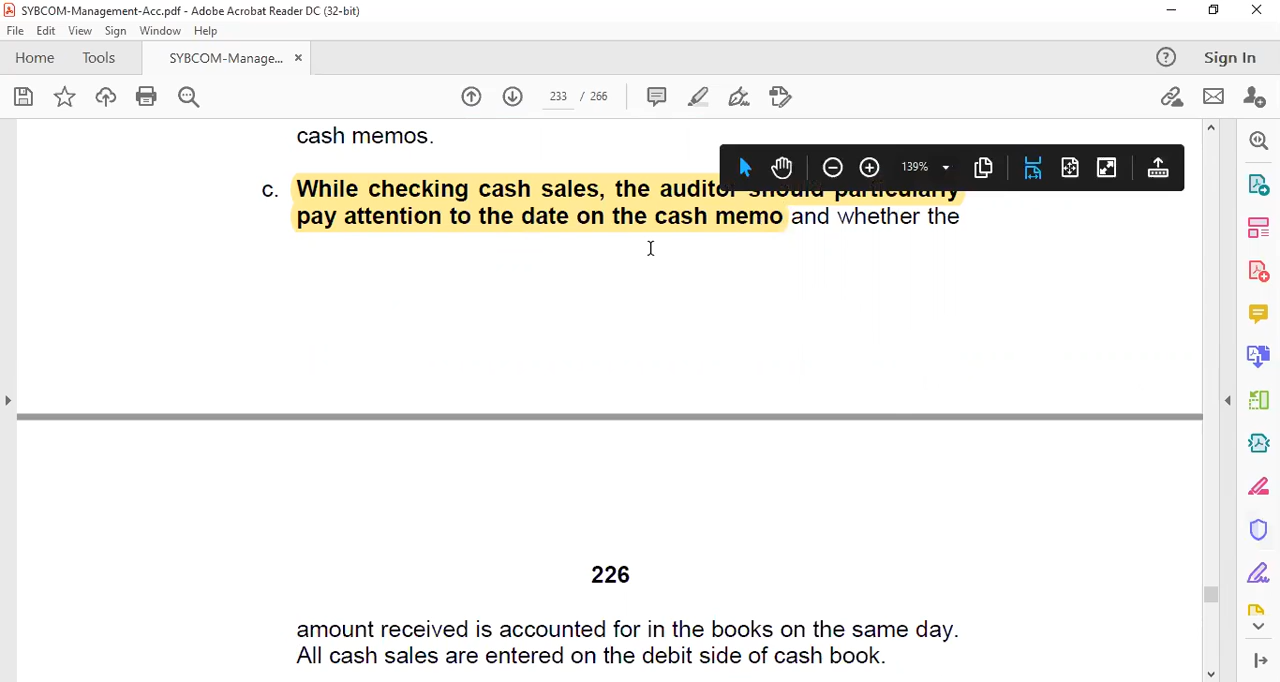 SYBCOM-Management-Acc.pdf - Adobe Acrobat Reader DC (32-bit)
File Edit View Sign Window Help
Home Tools SYBCOM-Manage... × Sign In
233 / 266
cash memos.
139%
c. While checking cash sales, the auditor should particularly
pay attention to the date on the cash memo and whether the
226
amount received is accounted for in the books on the same day.
All cash sales are entered on the debit side of cash book.